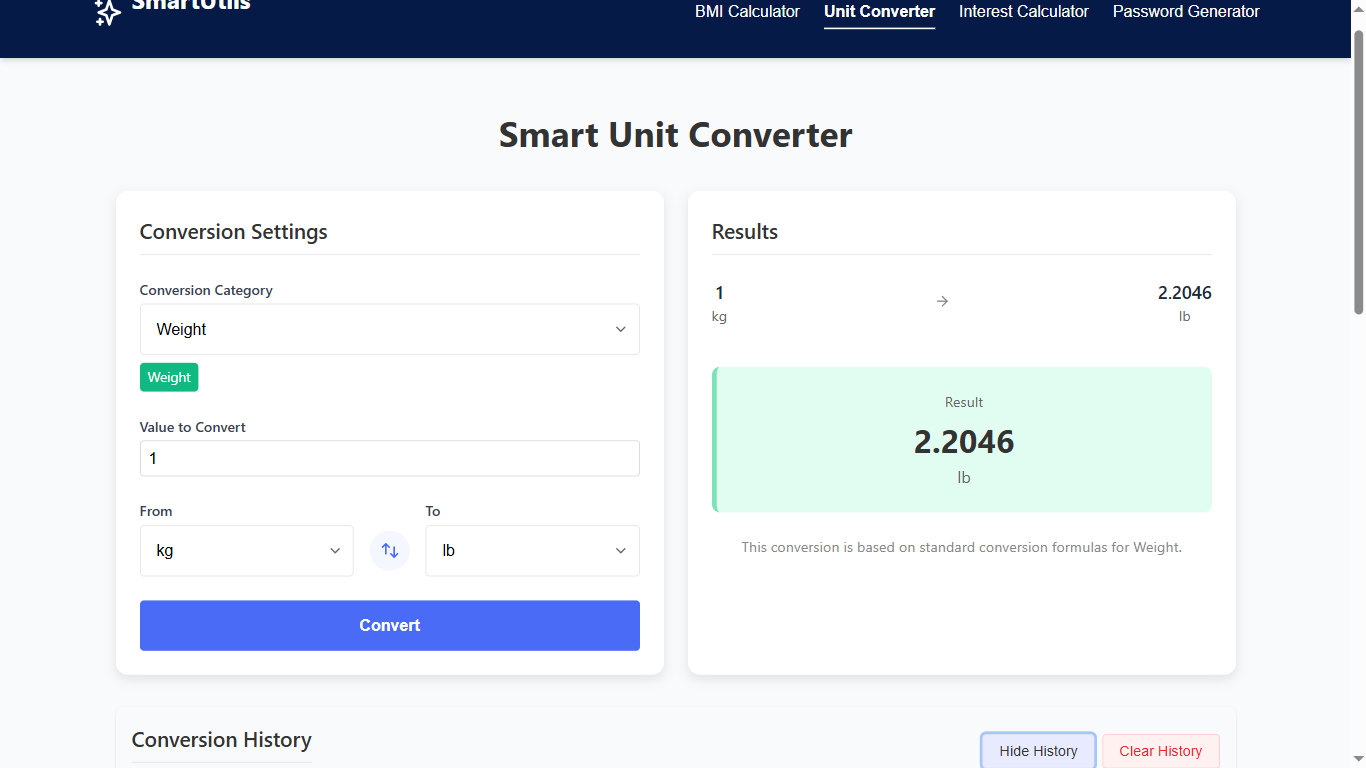 SmartUtils
BMI Calculator Unit Converter Interest Calculator Password Generator
Smart Unit Converter
Conversion Settings
Conversion Category
Weight
Weight
Value to Convert
1
From To
kg lb
Convert
Results
1 → 2.2046
kg lb
Result
2.2046
lb
This conversion is based on standard conversion formulas for Weight.
Conversion History
Hide History Clear History